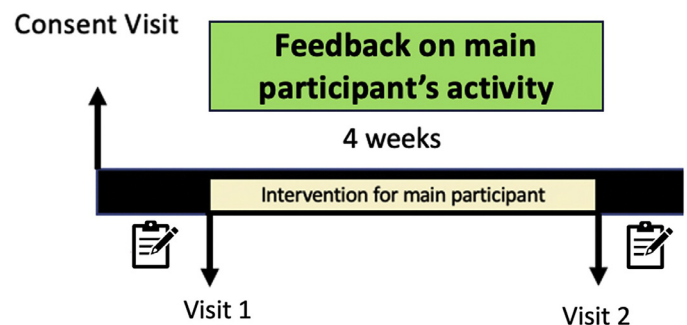 Consent Visit
Feedback on main
participant’s activity
4 weeks
Intervention for main participant
Visit 1
Visit 2